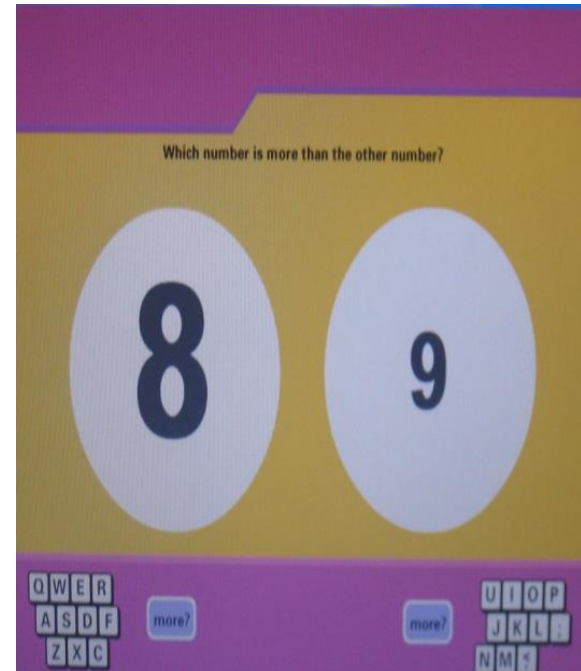 Which number is more than the other number?
8 9
Q W E R
A S D F
Z X C
more?
more?
U I O P
J K L ;
N M <